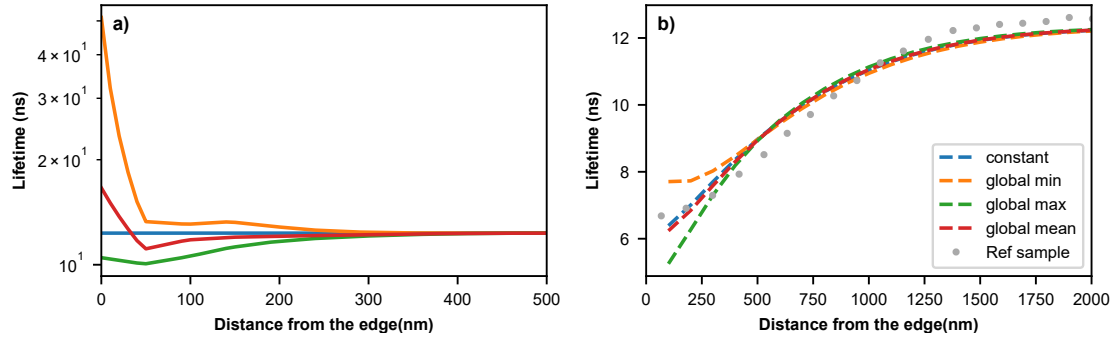 a)
Lifetime (ns)
4 × 10¹
3 × 10¹
2 × 10¹
10¹
0 100 200 300 400 500
Distance from the edge(nm)
b)
Lifetime (ns)
12
10
8
6
constant
global min
global max
global mean
Ref sample
0 250 500 750 1000 1250 1500 1750 2000
Distance from the edge(nm)